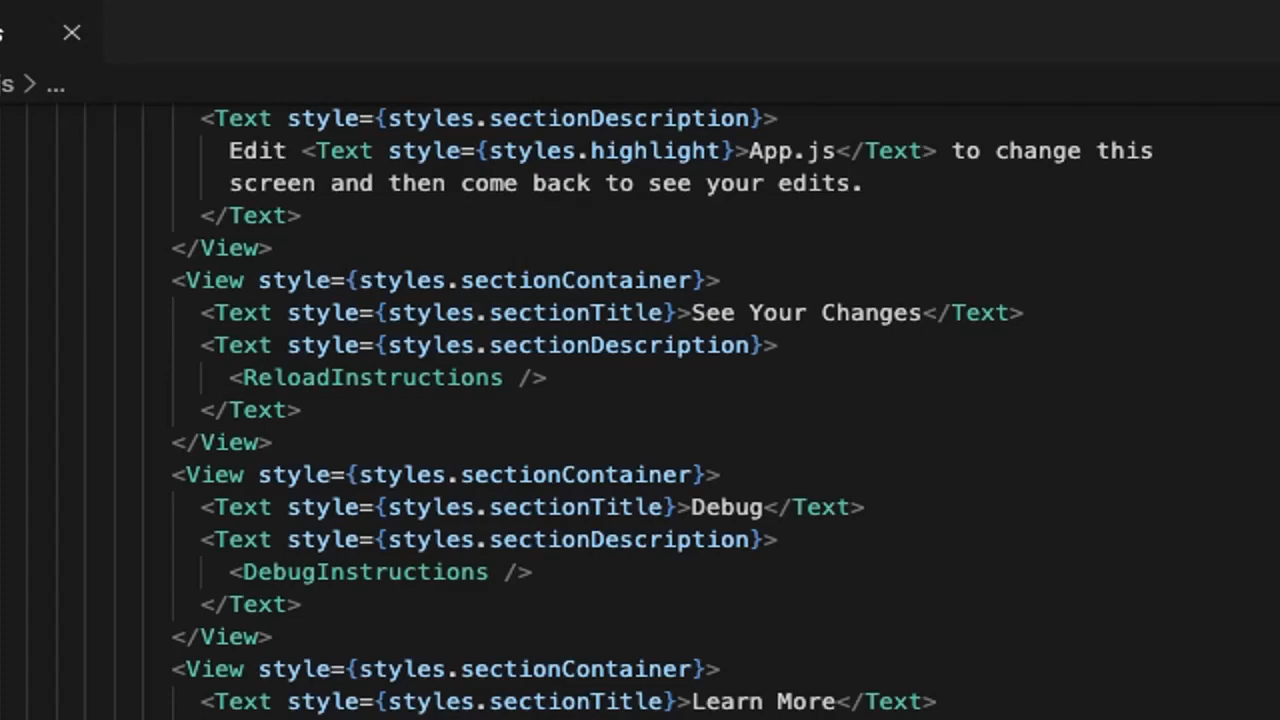 js > ...
<Text style={styles.sectionDescription}>
Edit <Text style={styles.highlight}>App.js</Text> to change this
screen and then come back to see your edits.
</Text>
</View>
<View style={styles.sectionContainer}>
<Text style={styles.sectionTitle}>See Your Changes</Text>
<Text style={styles.sectionDescription}>
<ReloadInstructions />
</Text>
</View>
<View style={styles.sectionContainer}>
<Text style={styles.sectionTitle}>Debug</Text>
<Text style={styles.sectionDescription}>
<DebugInstructions />
</Text>
</View>
<View style={styles.sectionContainer}>
<Text style={styles.sectionTitle}>Learn More</Text>